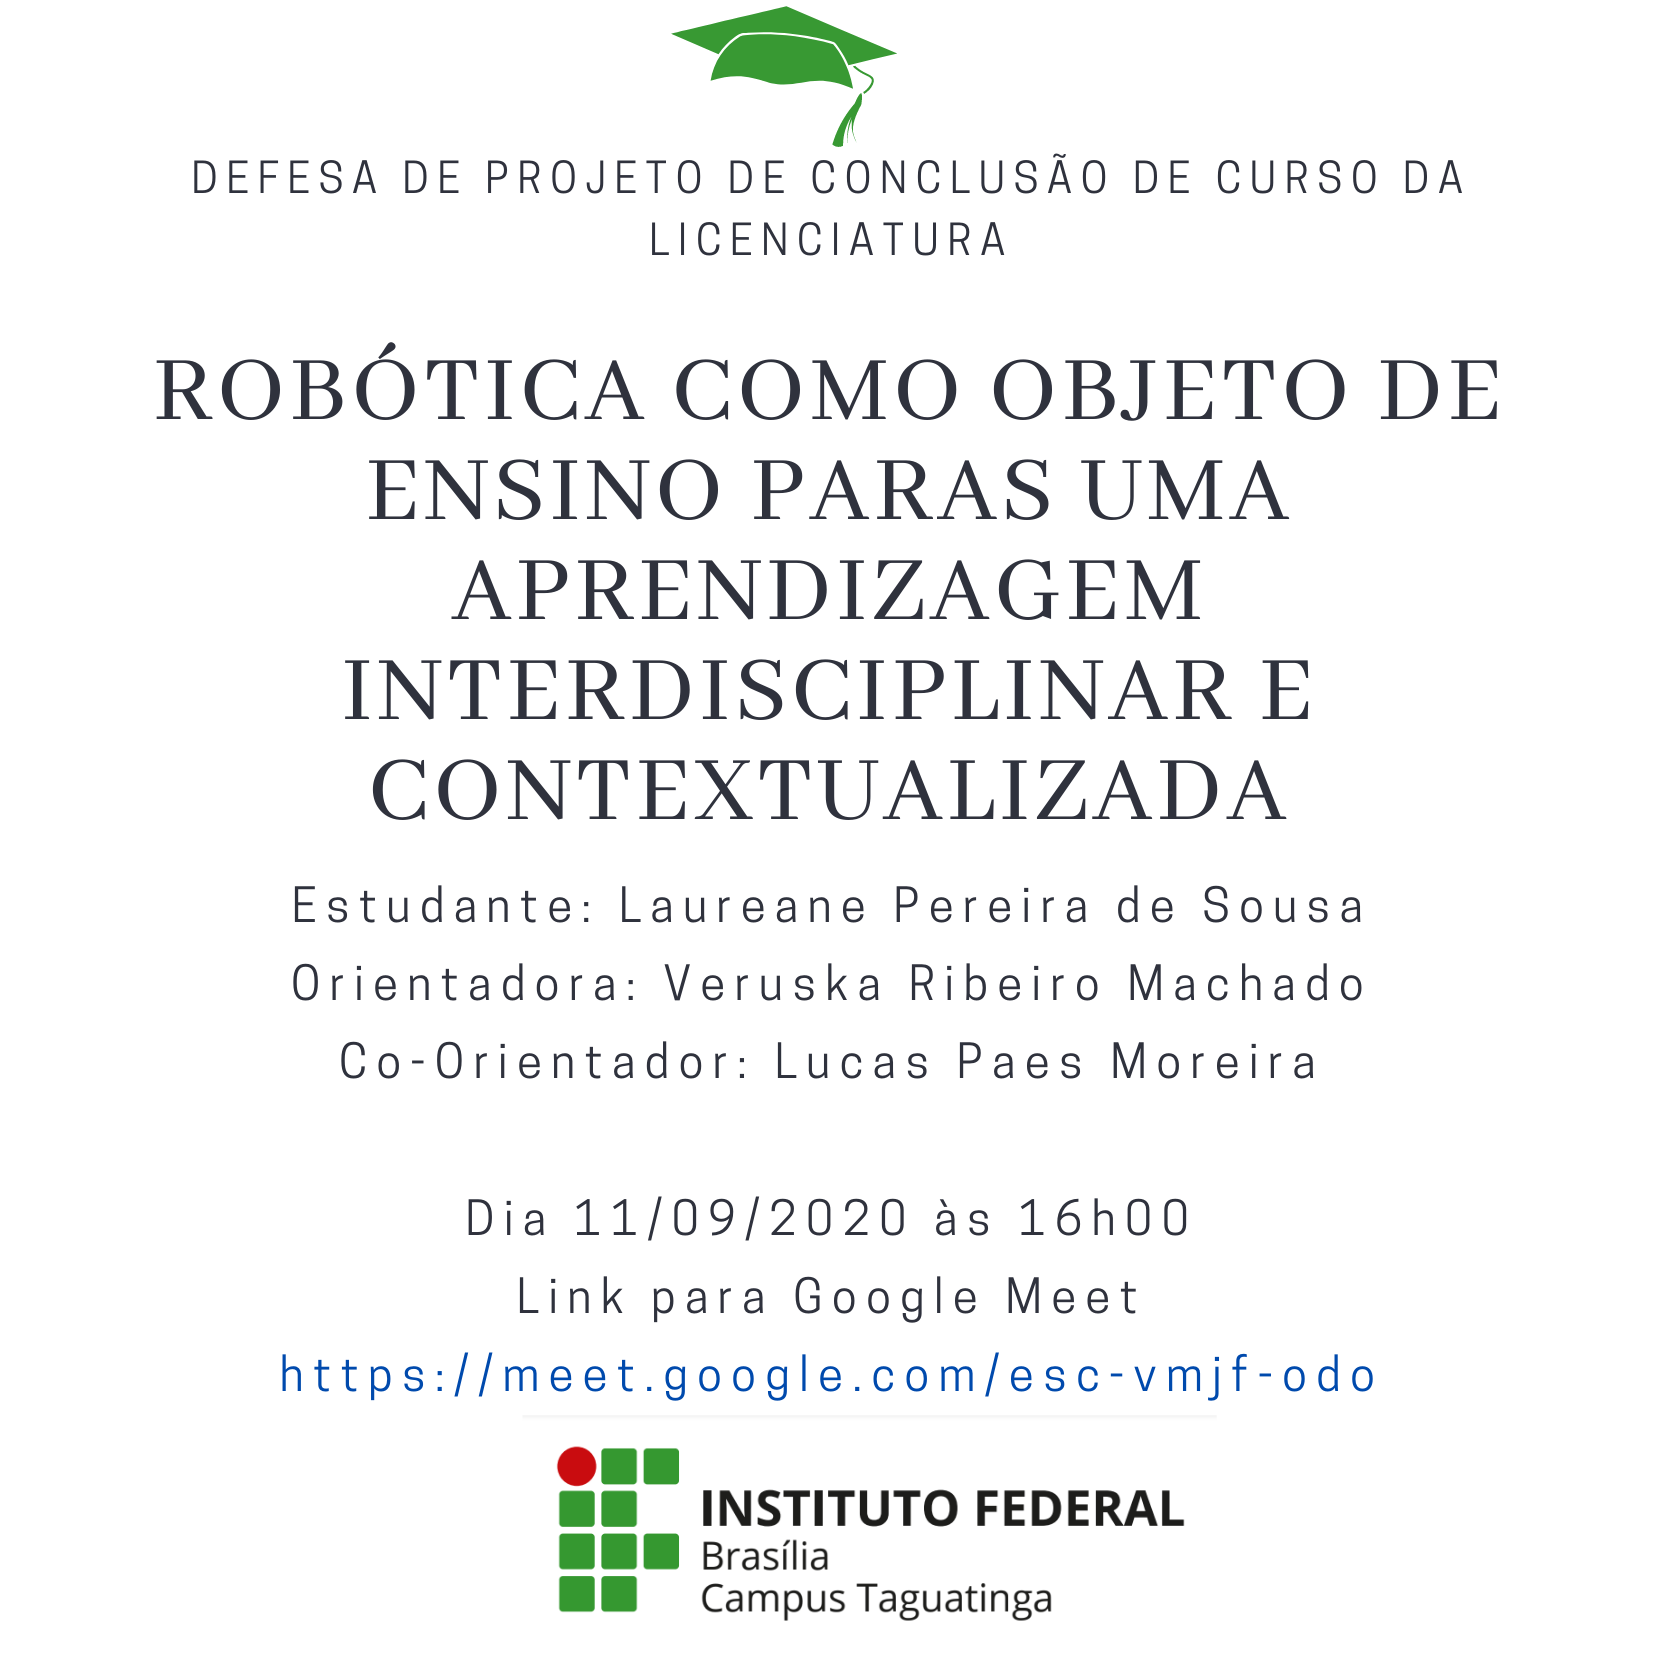 DEFESA DE PROJETO DE CONCLUSÃO DE CURSO DA
LICENCIATURA
ROBÓTICA COMO OBJETO DE
ENSINO PARAS UMA
APRENDIZAGEM
INTERDISCIPLINAR E
CONTEXTUALIZADA
Estudante: Laureane Pereira de Sousa
Orientadora: Veruska Ribeiro Machado
Co-Orientador: Lucas Paes Moreira
Dia 11/09/2020 às 16h00
Link para Google Meet
https://meet.google.com/esc-vmjf-odo
INSTITUTO FEDERAL
Brasília
Campus Taguatinga